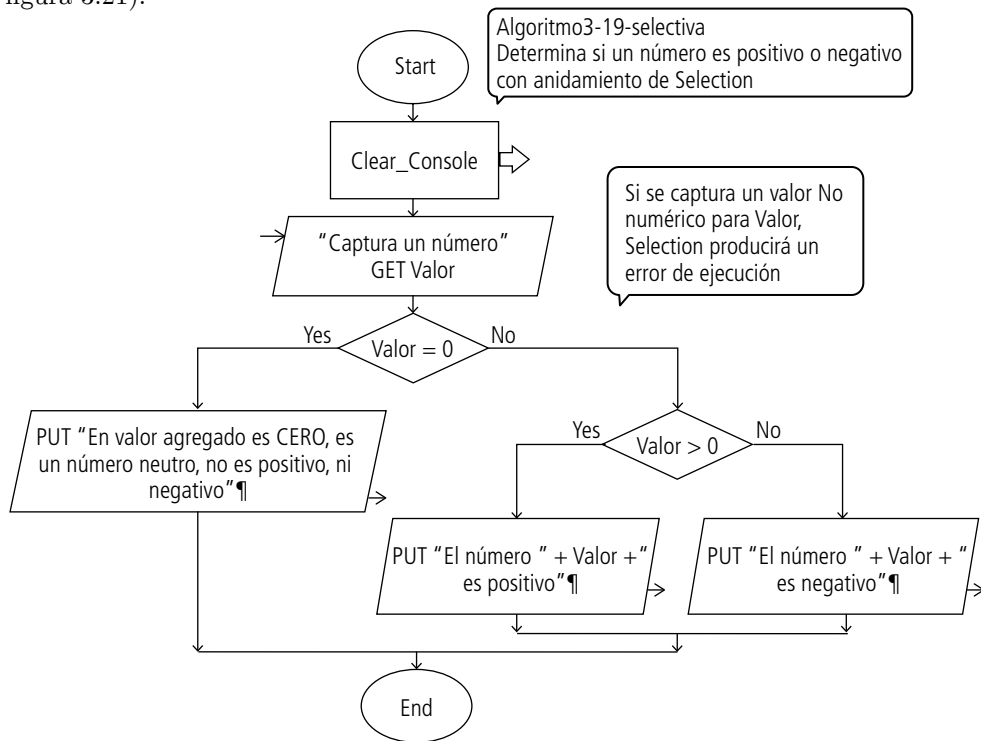 igura 3.21).
Algoritmo3-19-selectiva
Determina si un número es positivo o negativo
con anidamiento de Selection
Start
Clear_Console
Si se captura un valor No
numérico para Valor,
Selection producirá un
error de ejecución
"Captura un número"
GET Valor
Yes
Valor = 0
No
PUT "En valor agregado es CERO, es
un número neutro, no es positivo, ni
negativo"¶
Yes
Valor > 0
No
PUT "El número " + Valor +"
es positivo"¶
PUT "El número " + Valor + "
es negativo"¶
End